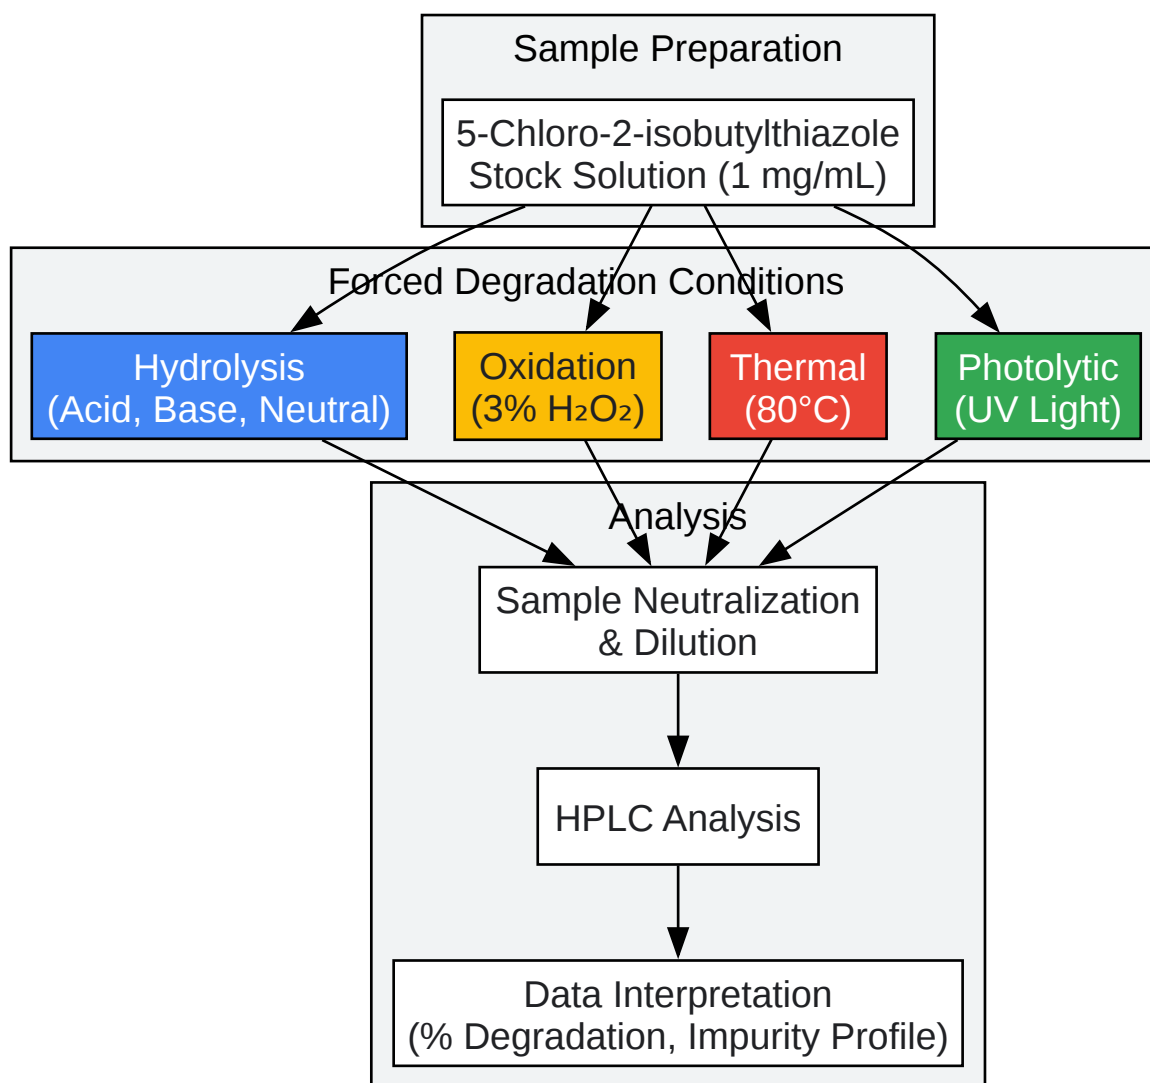 Sample Preparation
5-Chloro-2-isobutylthiazole
Stock Solution (1 mg/mL)
Forced Degradation Conditions
Hydrolysis
(Acid, Base, Neutral)
Oxidation
(3% H₂O₂)
Thermal
(80°C)
Photolytic
(UV Light)
Analysis
Sample Neutralization
& Dilution
HPLC Analysis
Data Interpretation
(% Degradation, Impurity Profile)